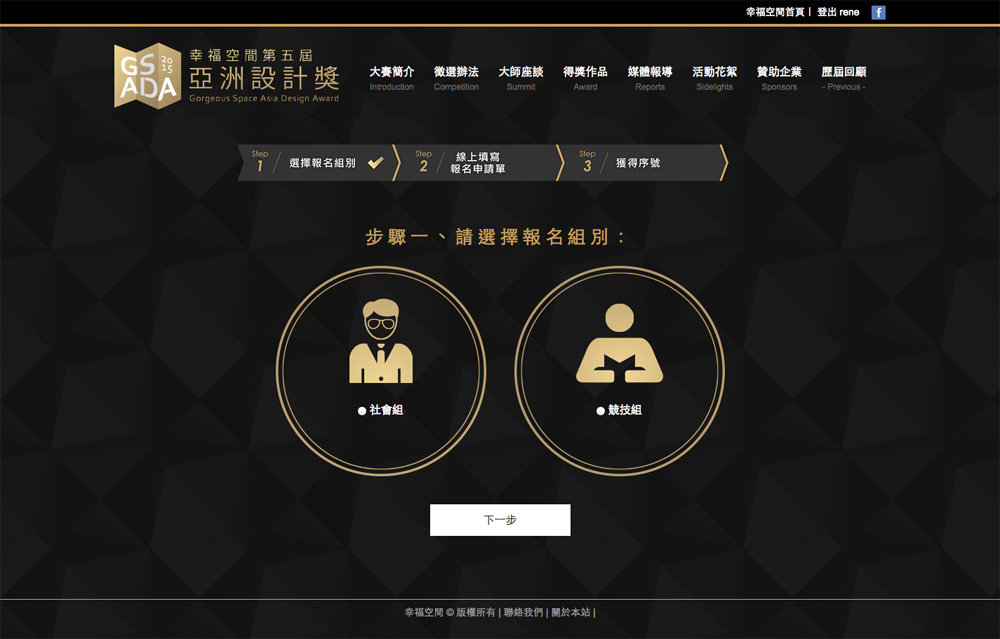 幸福空間首頁 | 登出 rene f
GS 2015
ADA
幸福空間第五屆
亞洲設計獎
Gorgeous Space Asia Design Award
大賽簡介 徵選辦法 大師座談 得獎作品 媒體報導 活動花絮 贊助企業 歷屆回顧
Introduction Competition Summit Award Reports Sidelights Sponsors - Previous -
Step 1 選擇報名組別
Step 2 線上填寫
報名申請單
Step 3 獲得序號
步驟一、請選擇報名組別：
社會組 競技組
下一步
幸福空間 © 版權所有 | 聯絡我們 | 關於本站 |